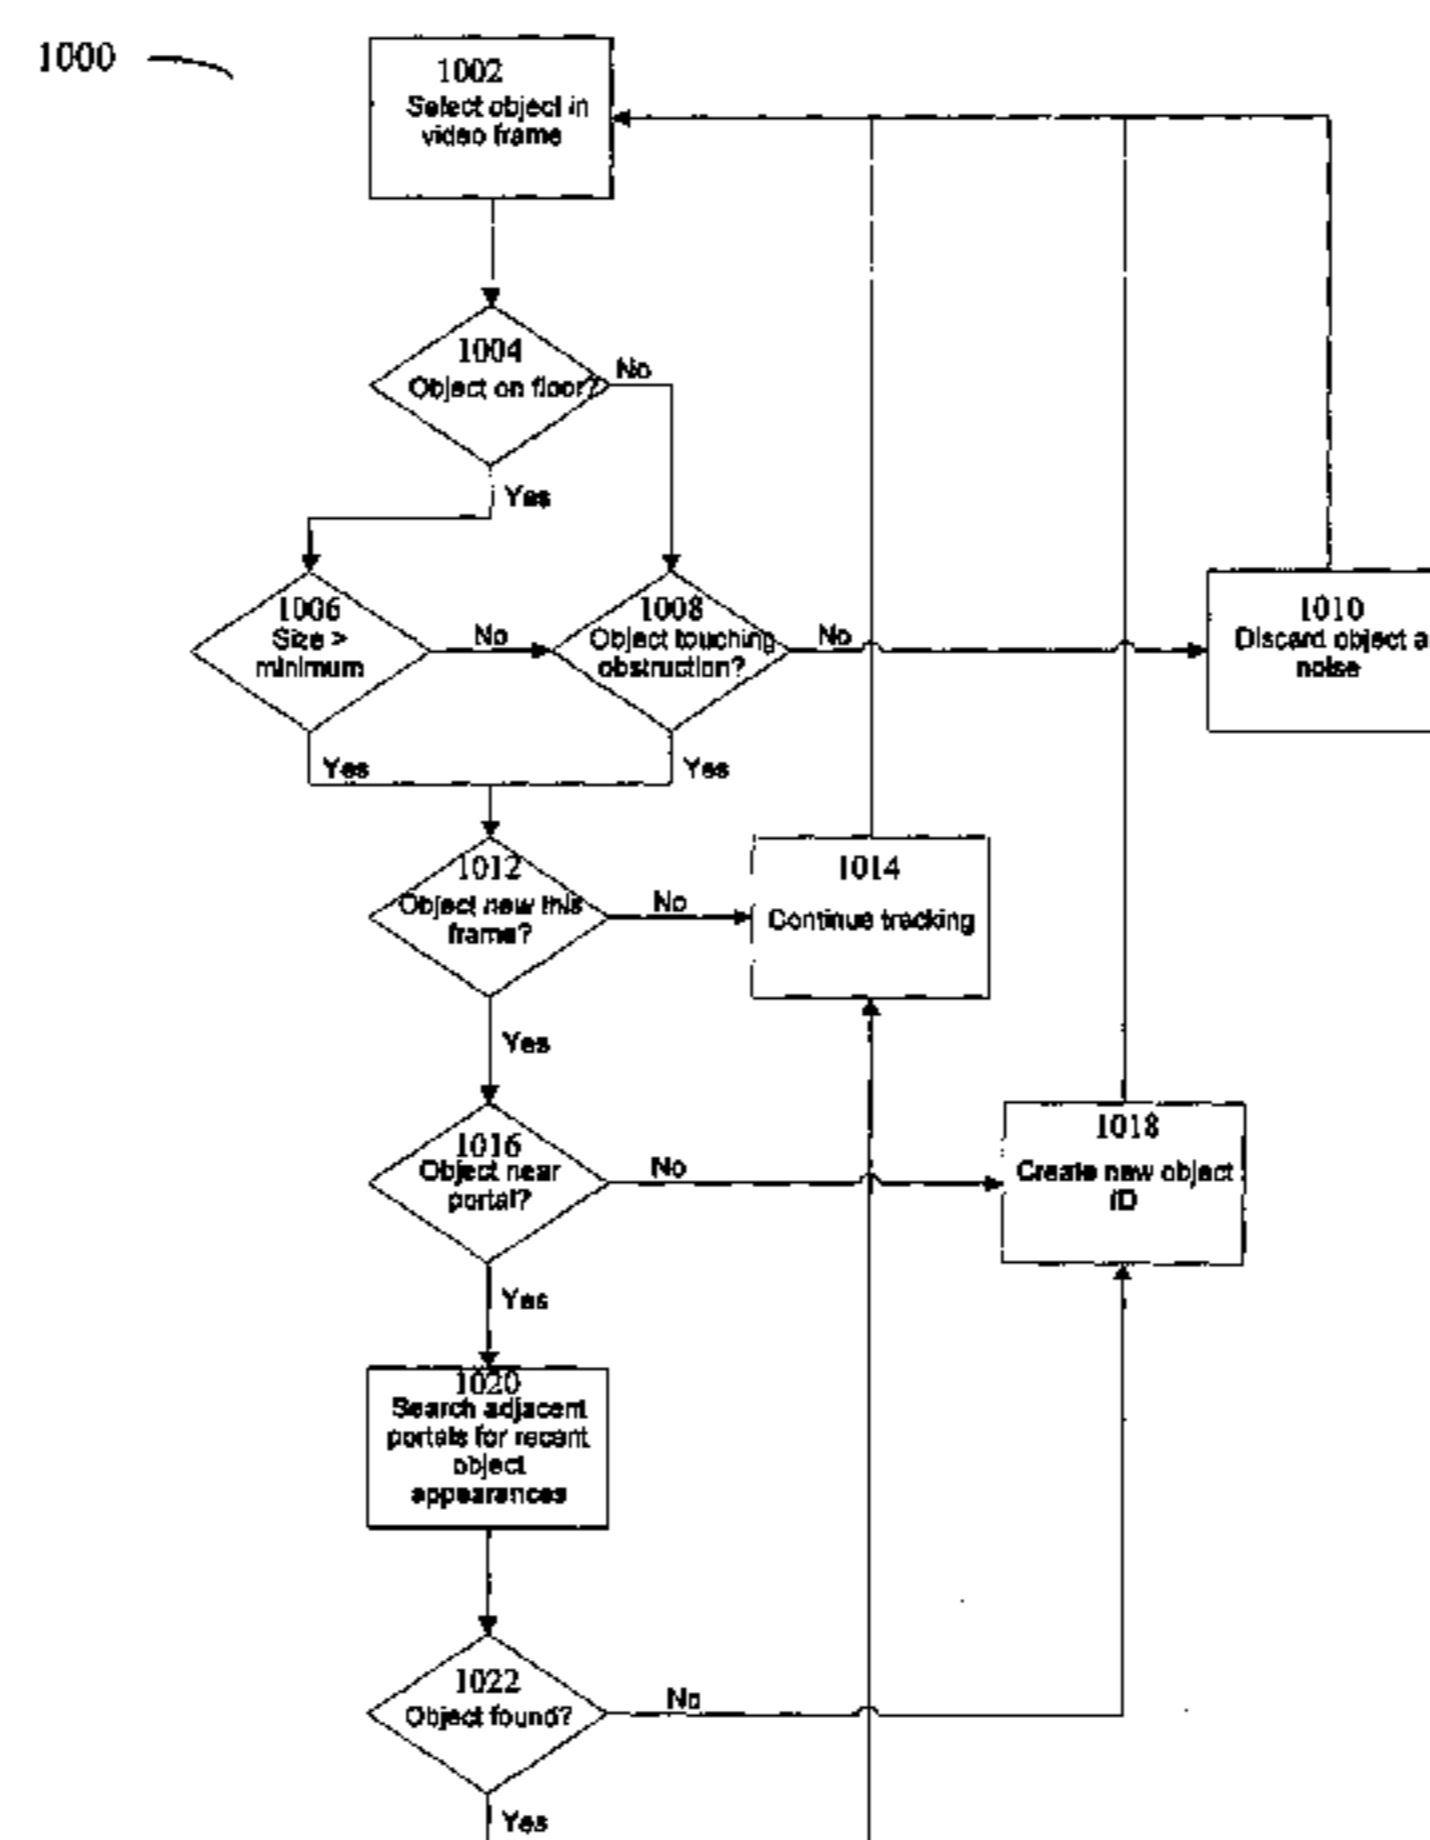 1000
1002
Select object in
video frame
1004
Object on floor?
No
Yes
1006
Size >
minimum
No
1008
Object touching
obstruction?
No
1010
Discard object a
noise
Yes
Yes
1012
Object new this
frame?
No
1014
Continue tracking
Yes
1016
Object near
portal?
No
1018
Create new object
ID
Yes
1020
Search adjacent
portals for recent
object
appearances
1022
Object found?
No
Yes